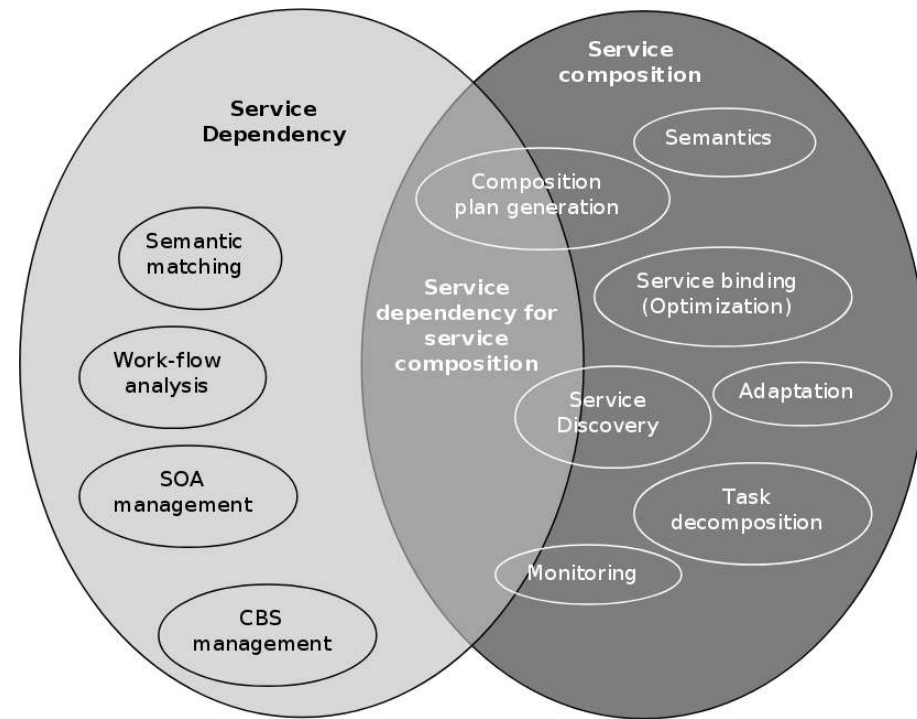 Service
Dependency
Semantic
matching
Work-flow
analysis
SOA
management
CBS
management
Service
dependency for
service
composition
Service
composition
Semantics
Composition
plan generation
Service binding
(Optimization)
Adaptation
Service
Discovery
Task
decomposition
Monitoring